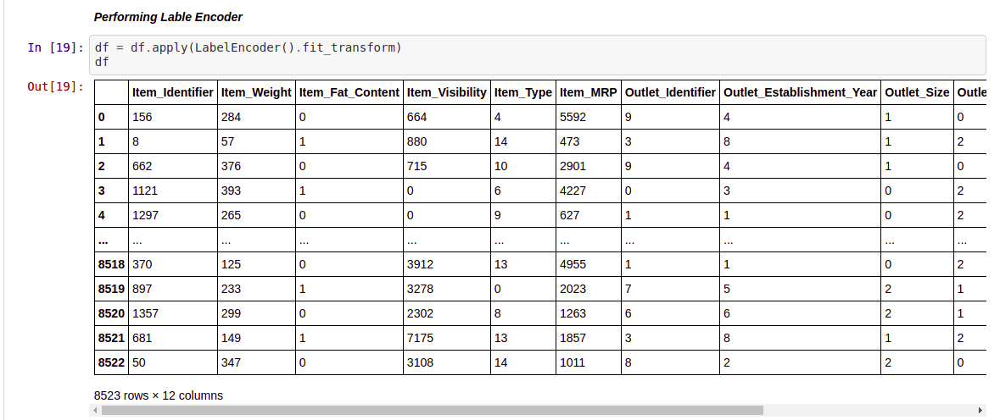 Performing Lable Encoder
In [19]: df = df.apply(LabelEncoder().fit_transform)
df
Out[19]:
Item_Identifier Item_Weight Item_Fat_Content Item_Visibility Item_Type Item_MRP Outlet_Identifier Outlet_Establishment_Year Outlet_Size Outle
0 156 284 0 664 4 5592 9 4 1 0
1 8 57 1 880 14 473 3 8 1 2
2 662 376 0 715 10 2901 9 4 1 0
3 1121 393 1 0 6 4227 0 3 0 2
4 1297 265 0 0 9 627 1 1 0 2
... ... ... ... ... ... ... ... ... ... ...
8518 370 125 0 3912 13 4955 1 1 0 2
8519 897 233 1 3278 0 2023 7 5 2 1
8520 1357 299 0 2302 8 1263 6 6 2 1
8521 681 149 1 7175 13 1857 3 8 1 2
8522 50 347 0 3108 14 1011 8 2 2 0
8523 rows × 12 columns